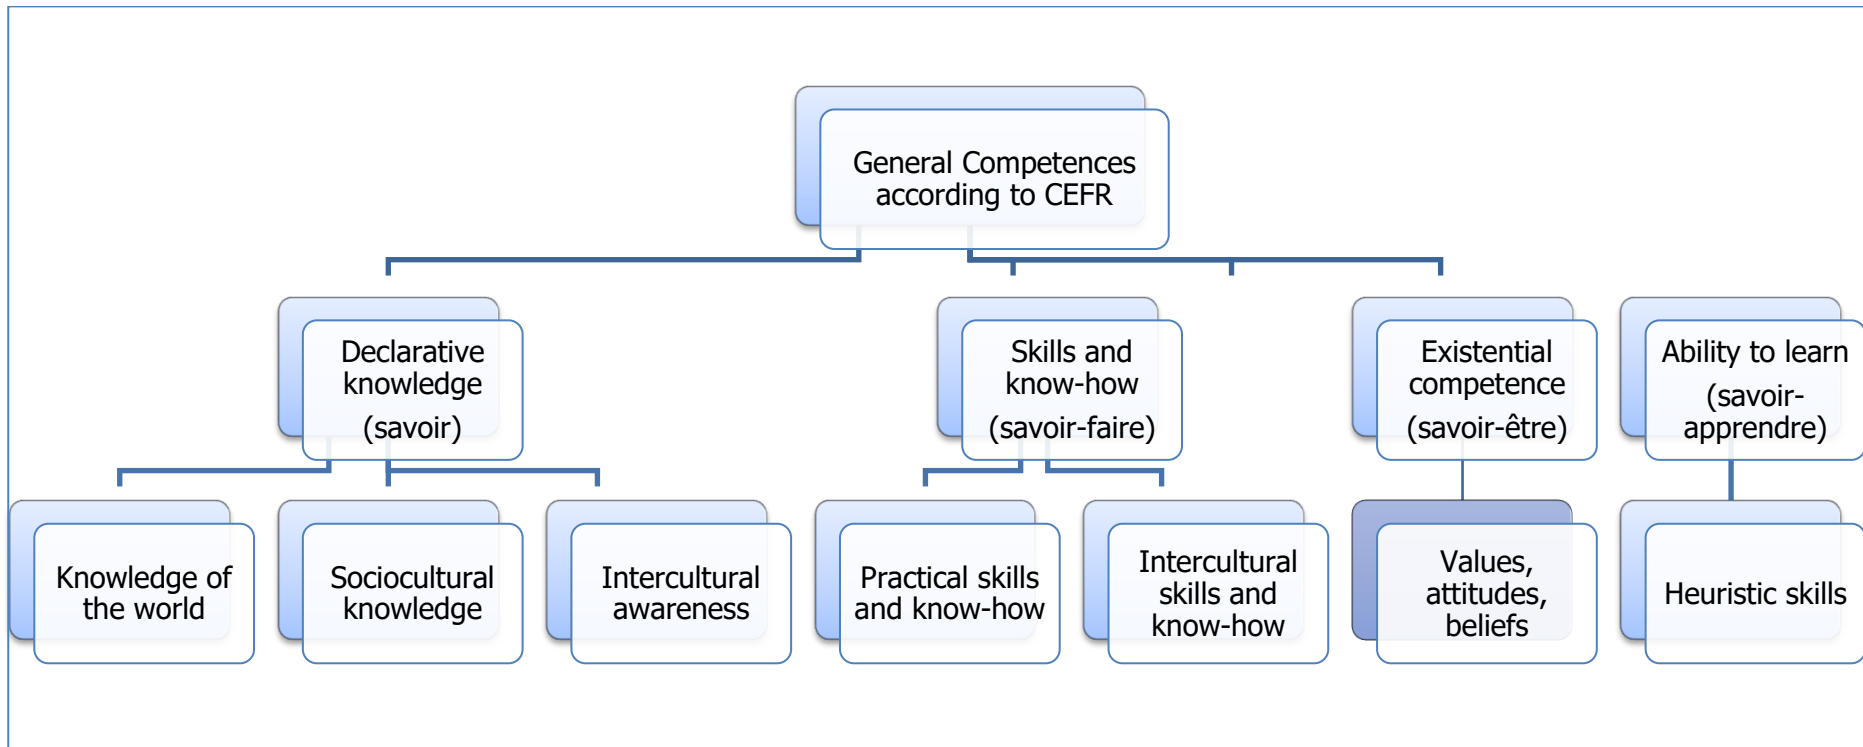 General Competences
according to CEFR
Declarative
knowledge
(savoir)
Skills and
know-how
(savoir-faire)
Existential
competence
(savoir-être)
Ability to learn
(savoir-
apprendre)
Knowledge of
the world
Sociocultural
knowledge
Intercultural
awareness
Practical skills
and know-how
Intercultural
skills and
know-how
Values,
attitudes,
beliefs
Heuristic skills